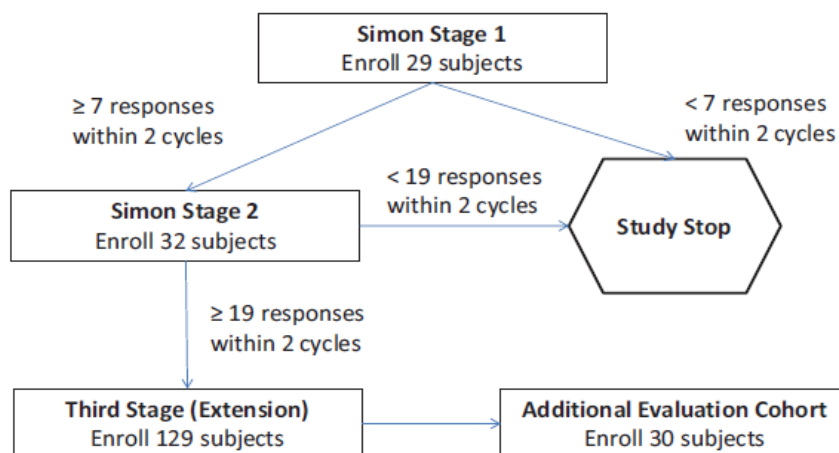 Simon Stage 1
Enroll 29 subjects
≥ 7 responses
within 2 cycles
< 7 responses
within 2 cycles
Simon Stage 2
Enroll 32 subjects
< 19 responses
within 2 cycles
Study Stop
≥ 19 responses
within 2 cycles
Third Stage (Extension)
Enroll 129 subjects
Additional Evaluation Cohort
Enroll 30 subjects